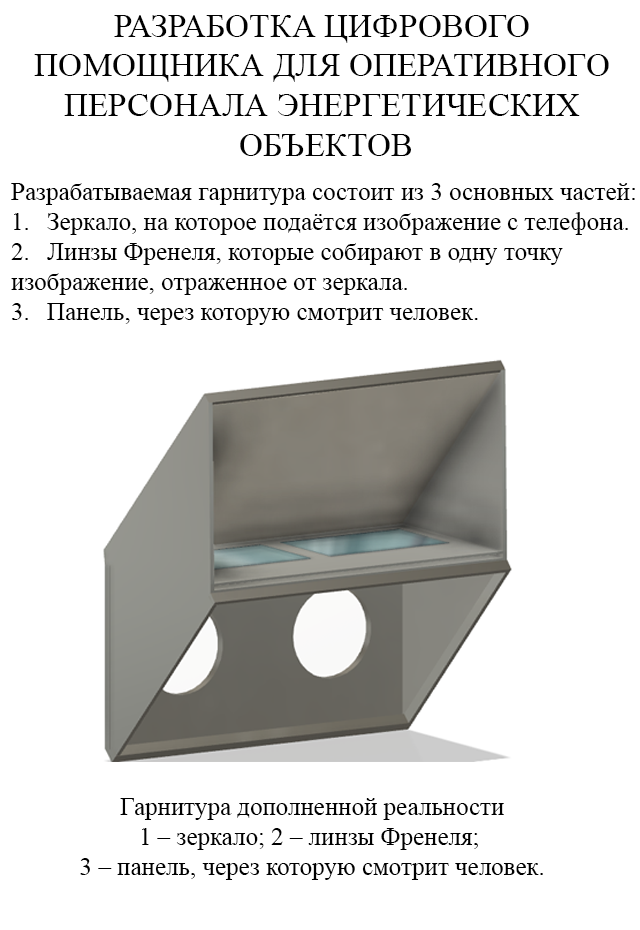 РАЗРАБОТКА ЦИФРОВОГО
ПОМОЩНИКА ДЛЯ ОПЕРАТИВНОГО
ПЕРСОНАЛА ЭНЕРГЕТИЧЕСКИХ
ОБЪЕКТОВ
Разрабатываемая гарнитура состоит из 3 основных частей:
1. Зеркало, на которое подаётся изображение с телефона.
2. Линзы Френеля, которые собирают в одну точку
изображение, отраженное от зеркала.
3. Панель, через которую смотрит человек.
Гарнитура дополненной реальности
1 – зеркало; 2 – линзы Френеля;
3 – панель, через которую смотрит человек.